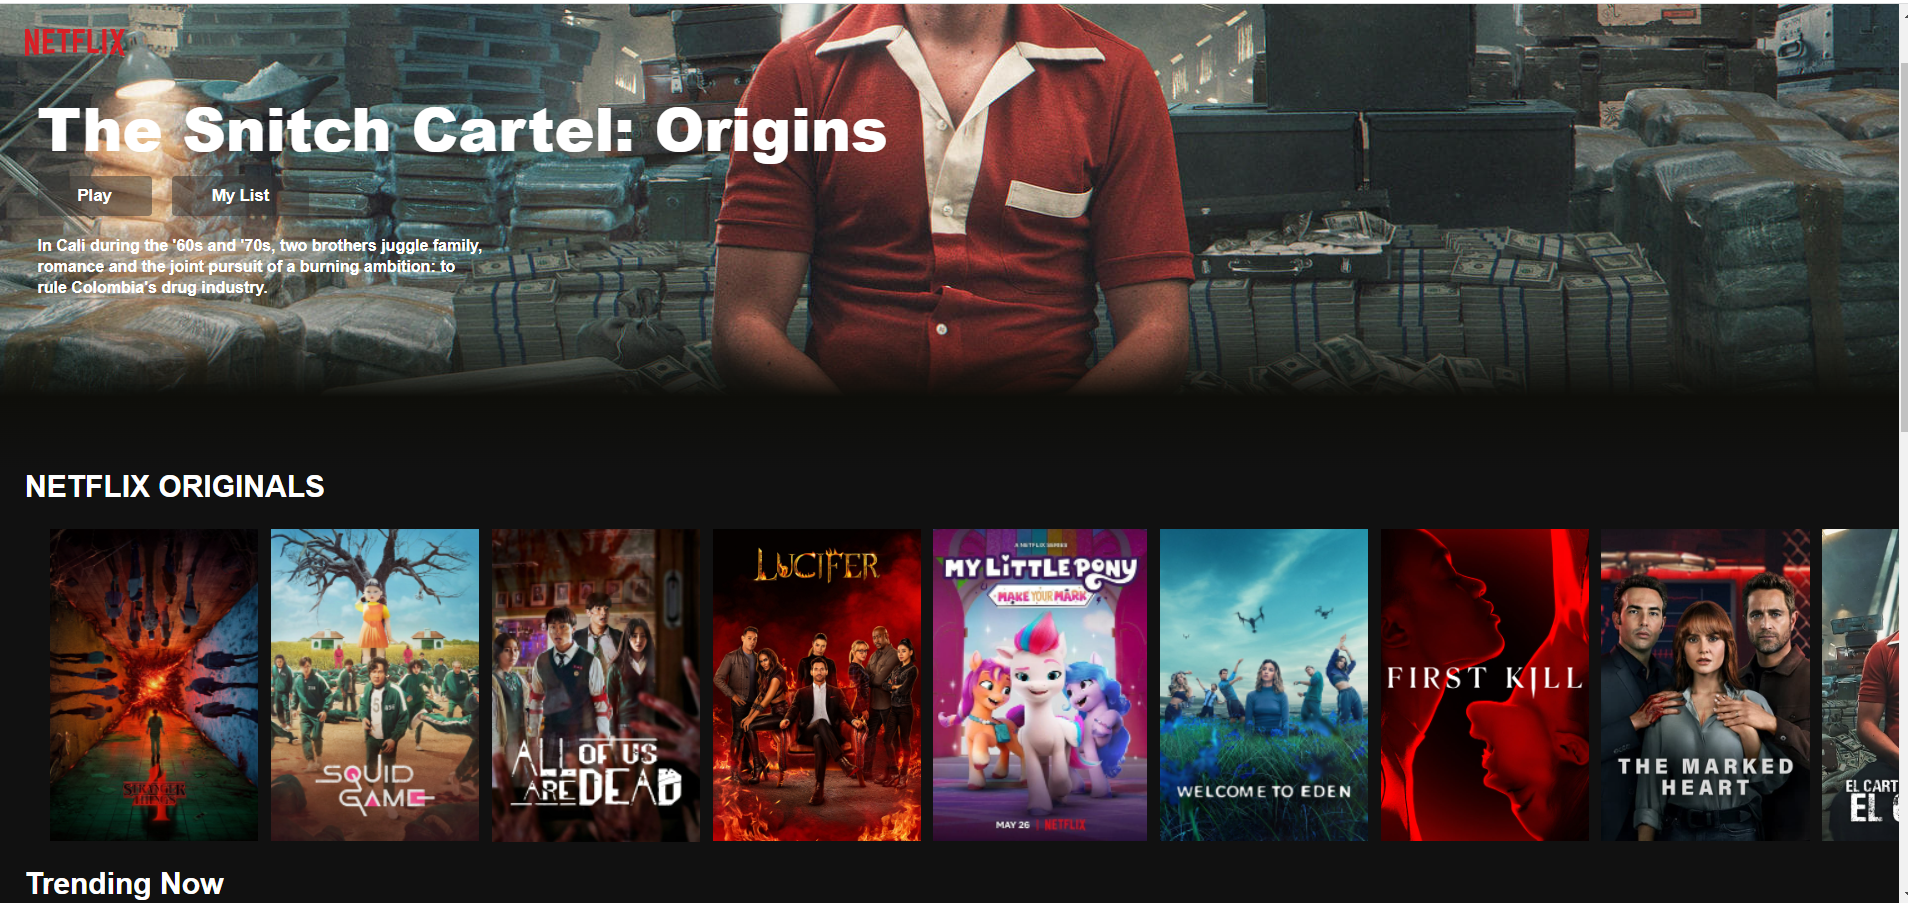 NETFLIX
The Snitch Cartel: Origins
Play
My List
In Cali during the '60s and '70s, two brothers juggle family,
romance and the joint pursuit of a burning ambition: to
rule Colombia's drug industry.
NETFLIX ORIGINALS
STRANGER
THINGS
4
SQUID
GAME
ALL OF US
ARE DEAD
LUCIFER
A NETFLIX SERIES
MY LITTLE PONY
MAKE YOUR MARK
MAY 26 | NETFLIX
WELCOME TO EDEN
FIRST KILL
THE MARKED
HEART
EL CART
EL
Trending Now